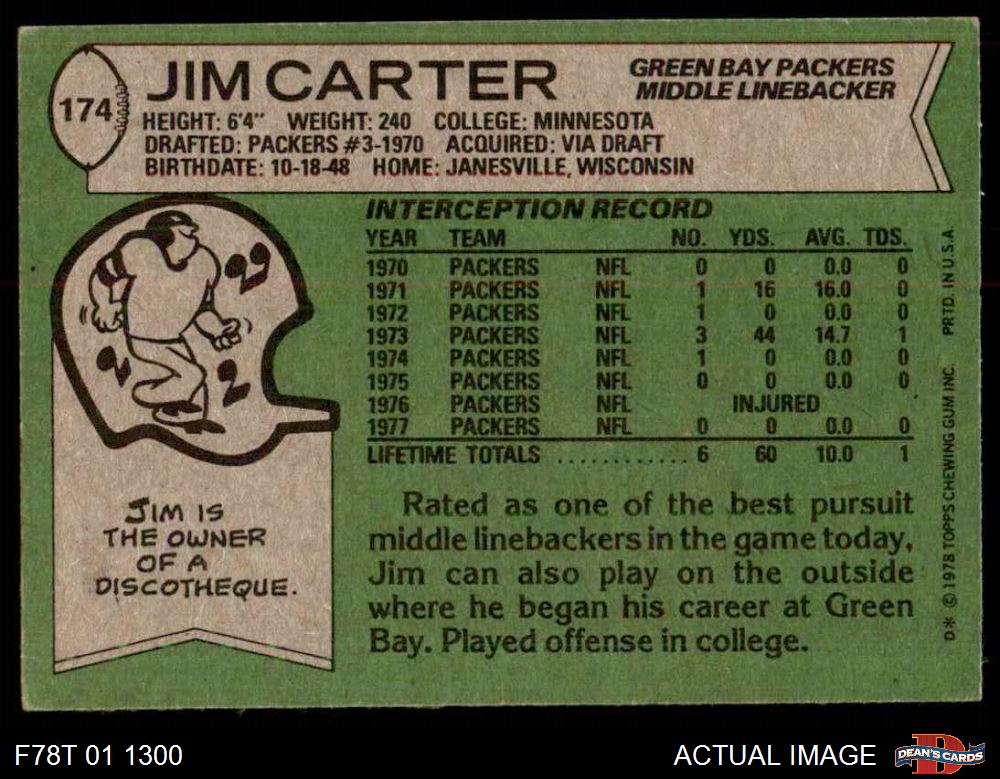 174
JIM CARTER
GREEN BAY PACKERS
MIDDLE LINEBACKER
HEIGHT: 6'4" WEIGHT: 240 COLLEGE: MINNESOTA
DRAFTED: PACKERS #3-1970 ACQUIRED: VIA DRAFT
BIRTHDATE: 10-18-48 HOME: JANESVILLE, WISCONSIN
INTERCEPTION RECORD
YEAR TEAM NO. YDS. AVG. TDS.
1970 PACKERS NFL 0 0 0.0 0
1971 PACKERS NFL 1 16 16.0 0
1972 PACKERS NFL 1 0 0.0 0
1973 PACKERS NFL 3 44 14.7 1
1974 PACKERS NFL 1 0 0.0 0
1975 PACKERS NFL 0 0 0.0 0
1976 PACKERS NFL INJURED
1977 PACKERS NFL 0 0 0.0 0
LIFETIME TOTALS ............ 6 60 10.0 1
JIM IS
THE OWNER
OF A
DISCOTHEQUE.
Rated as one of the best pursuit
middle linebackers in the game today,
Jim can also play on the outside
where he began his career at Green
Bay. Played offense in college.
D* © 1978 TOPPS CHEWING GUM INC. PRTD. IN U.S.A.
F78T 01 1300
ACTUAL IMAGE
D
DEAN'S CARDS